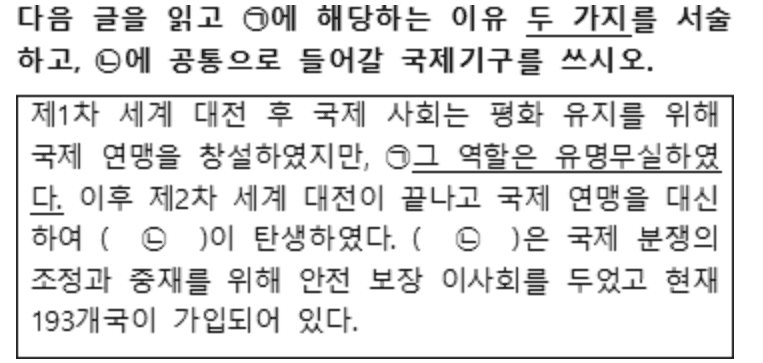 다음 글을 읽고 ㉠에 해당하는 이유 두 가지를 서술
하고, ㉡에 공통으로 들어갈 국제기구를 쓰시오.
제1차 세계 대전 후 국제 사회는 평화 유지를 위해
국제 연맹을 창설하였지만, ㉠그 역할은 유명무실하였
다. 이후 제2차 세계 대전이 끝나고 국제 연맹을 대신
하여 ( ㉡ )이 탄생하였다. ( ㉡ )은 국제 분쟁의
조정과 중재를 위해 안전 보장 이사회를 두었고 현재
193개국이 가입되어 있다.